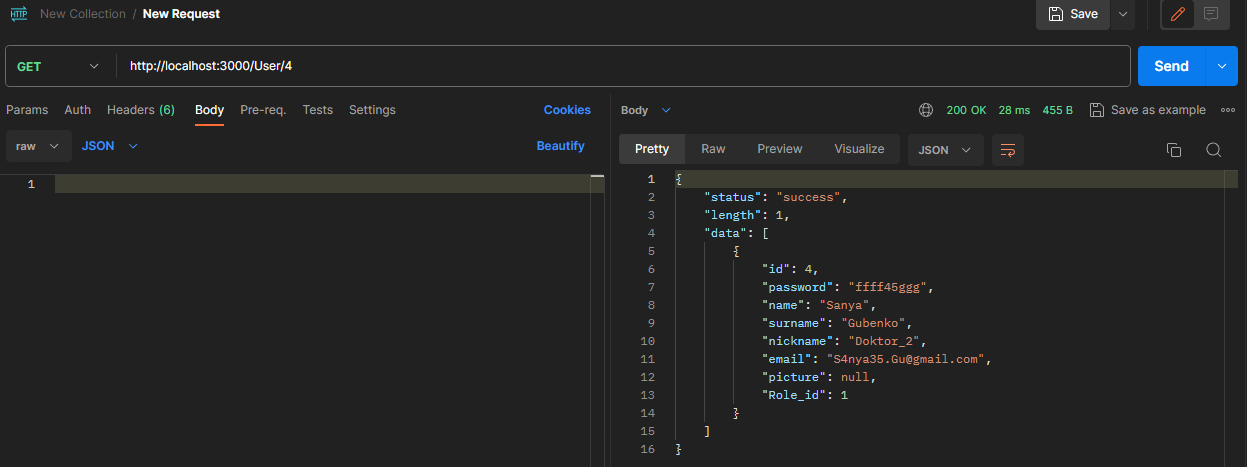 HTTP New Collection / New Request Save
GET http://localhost:3000/User/4 Send
Params Auth Headers (6) Body Pre-req. Tests Settings Cookies
raw JSON Beautify
1
Body 200 OK 28 ms 455 B Save as example
Pretty Raw Preview Visualize JSON
1 {
2 "status": "success",
3 "length": 1,
4 "data": [
5 {
6 "id": 4,
7 "password": "ffff45ggg",
8 "name": "Sanya",
9 "surname": "Gubenko",
10 "nickname": "Doktor_2",
11 "email": "S4nya35.Gu@gmail.com",
12 "picture": null,
13 "Role_id": 1
14 }
15 ]
16 }